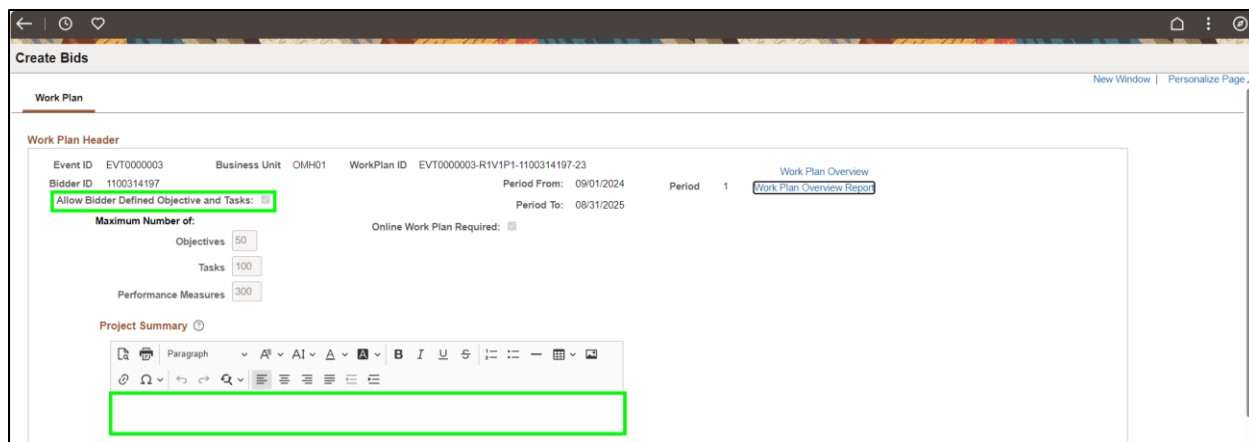 Create Bids
New Window | Personalize Page
Work Plan
Work Plan Header
Event ID EVT0000003 Business Unit OMH01 WorkPlan ID EVT0000003-R1V1P1-1100314197-23 Work Plan Overview
Bidder ID 1100314197 Period From: 09/01/2024 Period 1 Work Plan Overview Report
Allow Bidder Defined Objective and Tasks: Period To: 08/31/2025
Maximum Number of: Online Work Plan Required:
Objectives 50
Tasks 100
Performance Measures 300
Project Summary
Paragraph